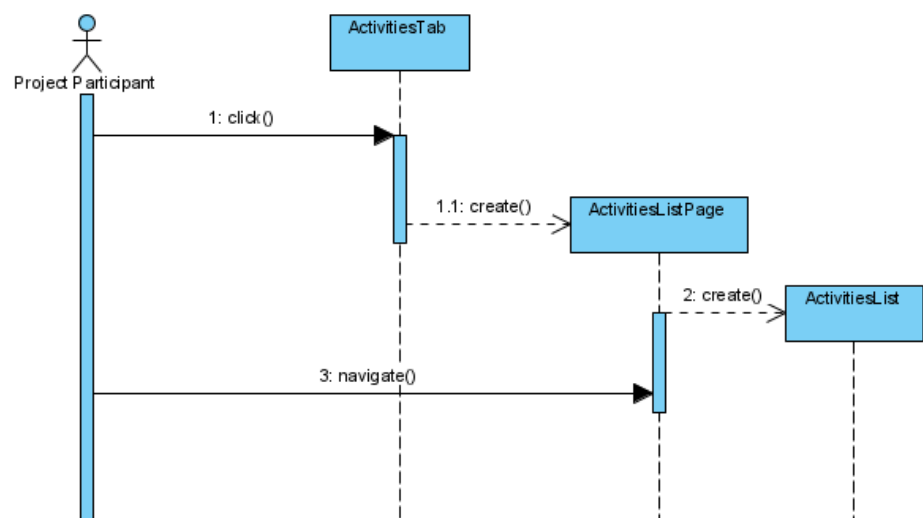 ActivitiesTab
Project Participant
1: click()
1.1: create()
ActivitiesListPage
2: create()
ActivitiesList
3: navigate()